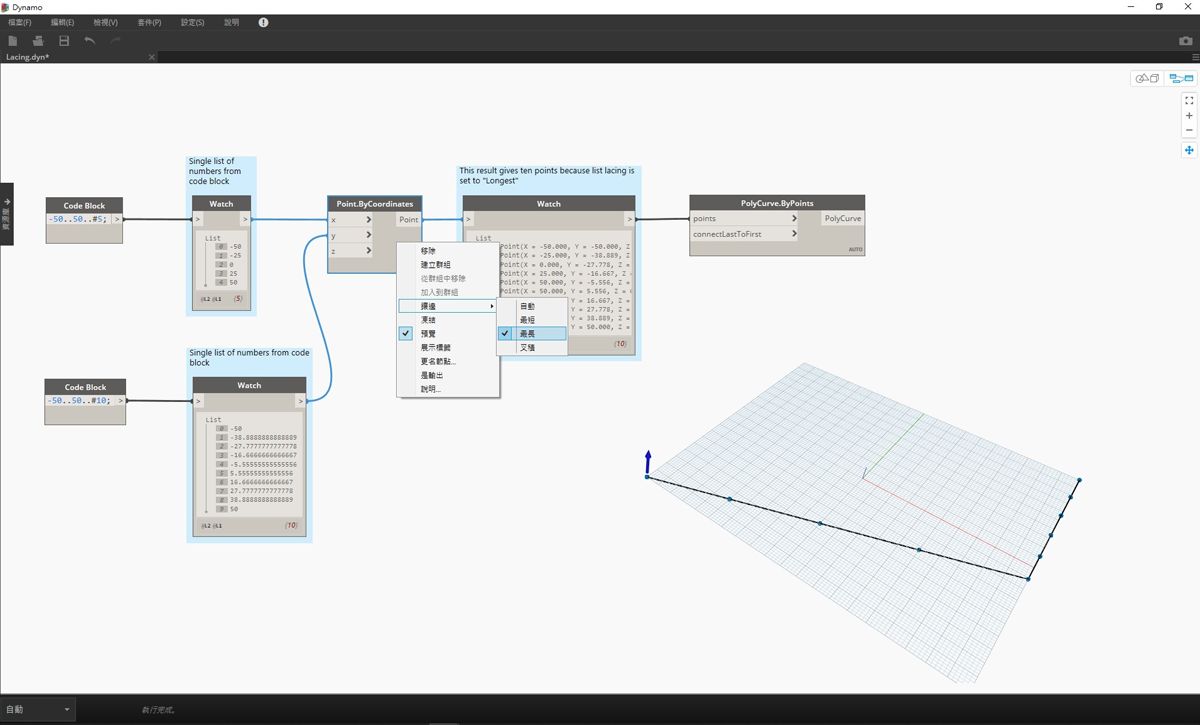 Dynamo
檔案(F) 編輯(E) 檢視(V) 套件(P) 設定(S) 說明
Lacing.dyn*
資源庫
Single list of
numbers from
code block
Code Block
-50..50..#5; >
Watch
> >
List
0 -50
1 -25
2 0
3 25
4 50
@L2 @L1 {5}
Single list of numbers from code
block
Code Block
-50..50..#10; >
Watch
> >
List
0 -50
1 -38.8888888888889
2 -27.7777777777778
3 -16.6666666666667
4 -5.55555555555556
5 5.55555555555556
6 16.6666666666667
7 27.7777777777778
8 38.8888888888889
9 50
@L2 @L1 {10}
Point.ByCoordinates
x > Point
y >
z >
移除
建立群組
從群組中移除
加入到群組
鑲邊
凍結
預覽
展示標籤
更名節點...
是輸出
說明...
自動
最短
最長
叉積
This result gives ten points because list lacing is
set to "Longest"
Watch
> >
List
Point(X = -50.000, Y = -50.000, Z
Point(X = -25.000, Y = -38.889, Z =
Point(X = 0.000, Y = -27.778, Z =
Point(X = 25.000, Y = -16.667, Z =
Point(X = 50.000, Y = -5.556, Z =
Point(X = 50.000, Y = 5.556, Z =
Y = 16.667, Z =
Y = 27.778, Z =
Y = 38.889, Z =
Y = 50.000, Z =
{10}
PolyCurve.ByPoints
points > PolyCurve
connectLastToFirst >
AUTO
自動
執行完成。